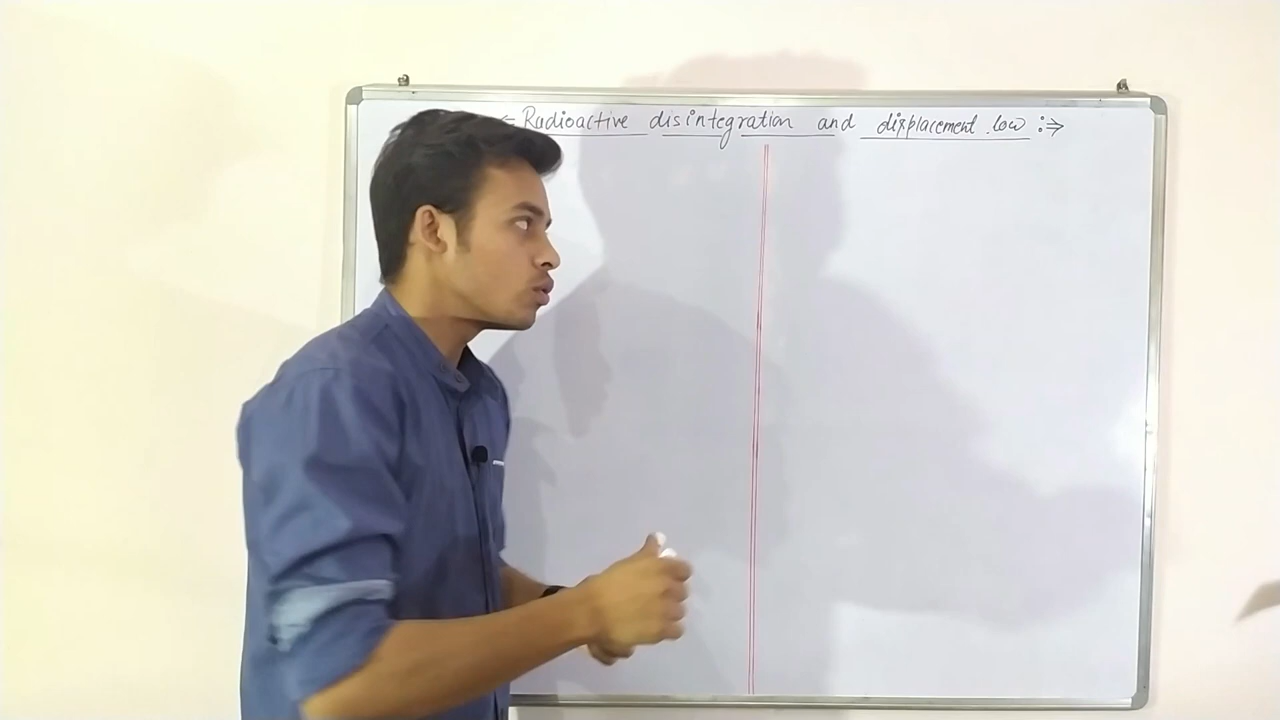 ⇐ Radioactive disintegration and displacement low :⇒